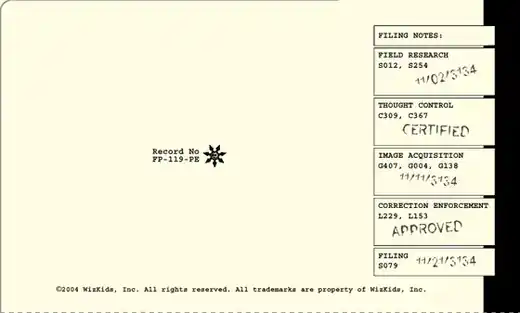 FILING NOTES:
FIELD RESEARCH
S012, S254
11/02/3134
THOUGHT CONTROL
C309, C367
CERTIFIED
Record No
FP-119-PE
IMAGE ACQUISITION
G407, G004, G138
11/11/3134
CORRECTION ENFORCEMENT
L229, L153
APPROVED
FILING
S079
11/21/3134
©2004 WizKids, Inc. All rights reserved. All trademarks are property of WizKids, Inc.